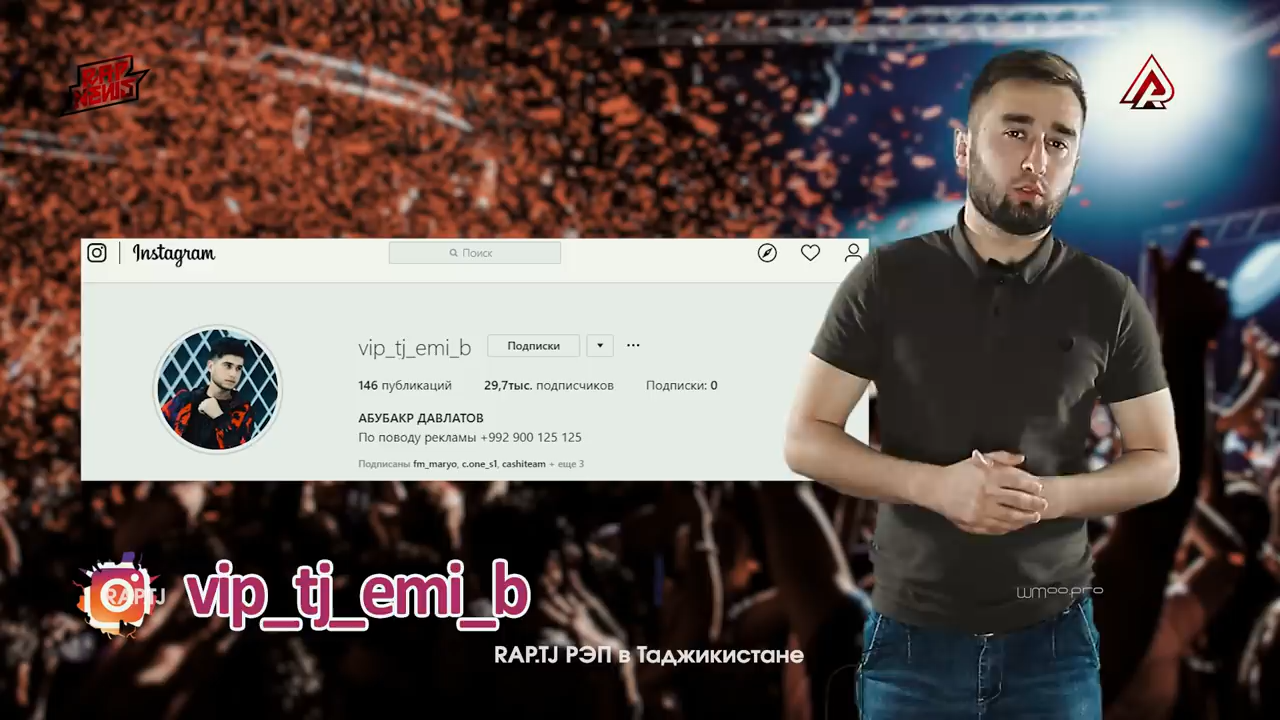 RAP
NEWS
Instagram
Поиск
vip_tj_emi_b Подписки
146 публикаций 29,7тыс. подписчиков Подписки: 0
АБУБАКР ДАВЛАТОВ
По поводу рекламы +992 900 125 125
Подписаны fm_maryo, c.one_s1, cashiteam + еще 3
RAP.TJ
vip_tj_emi_b
wmoo.pro
RAP.TJ РЭП в Таджикистане